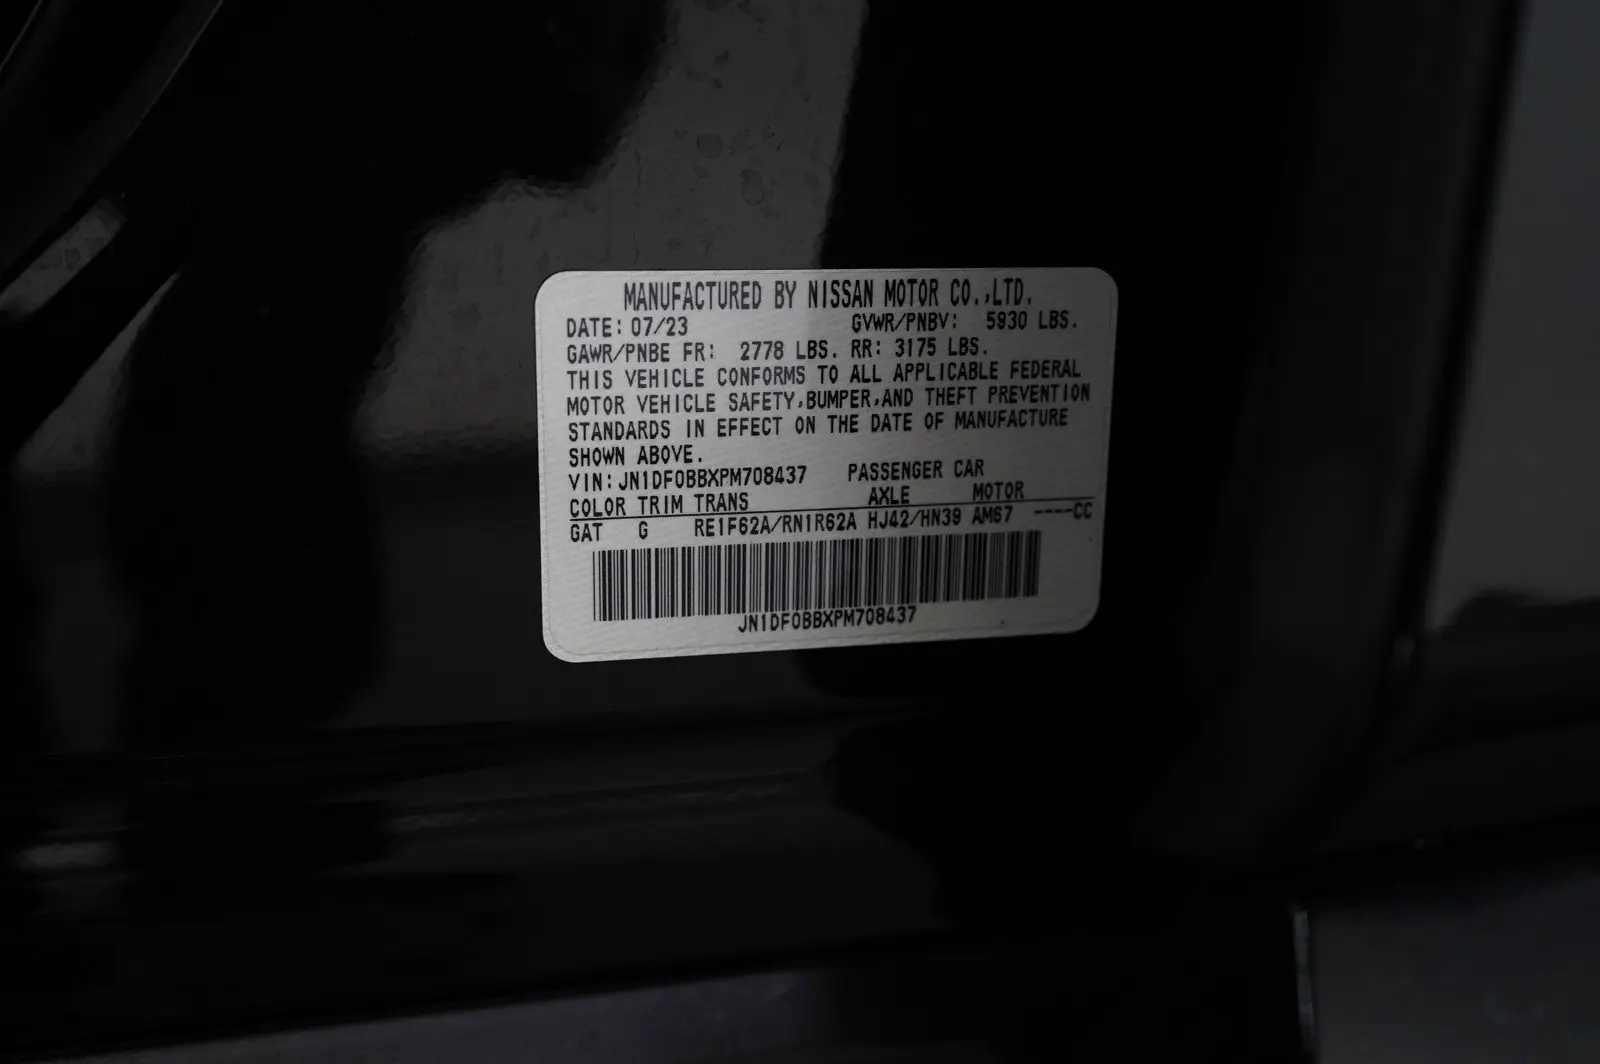 MANUFACTURED BY NISSAN MOTOR CO.,LTD.
DATE: 07/23 GVWR/PNBV: 5930 LBS.
GAWR/PNBE FR: 2778 LBS. RR: 3175 LBS.
THIS VEHICLE CONFORMS TO ALL APPLICABLE FEDERAL
MOTOR VEHICLE SAFETY,BUMPER,AND THEFT PREVENTION
STANDARDS IN EFFECT ON THE DATE OF MANUFACTURE
SHOWN ABOVE.
VIN: JN1DF0BBXPM708437 PASSENGER CAR
COLOR TRIM TRANS AXLE MOTOR
GAT G RE1F62A/RN1R62A HJ42/HN39 AM67 ----CC
JN1DF0BBXPM708437